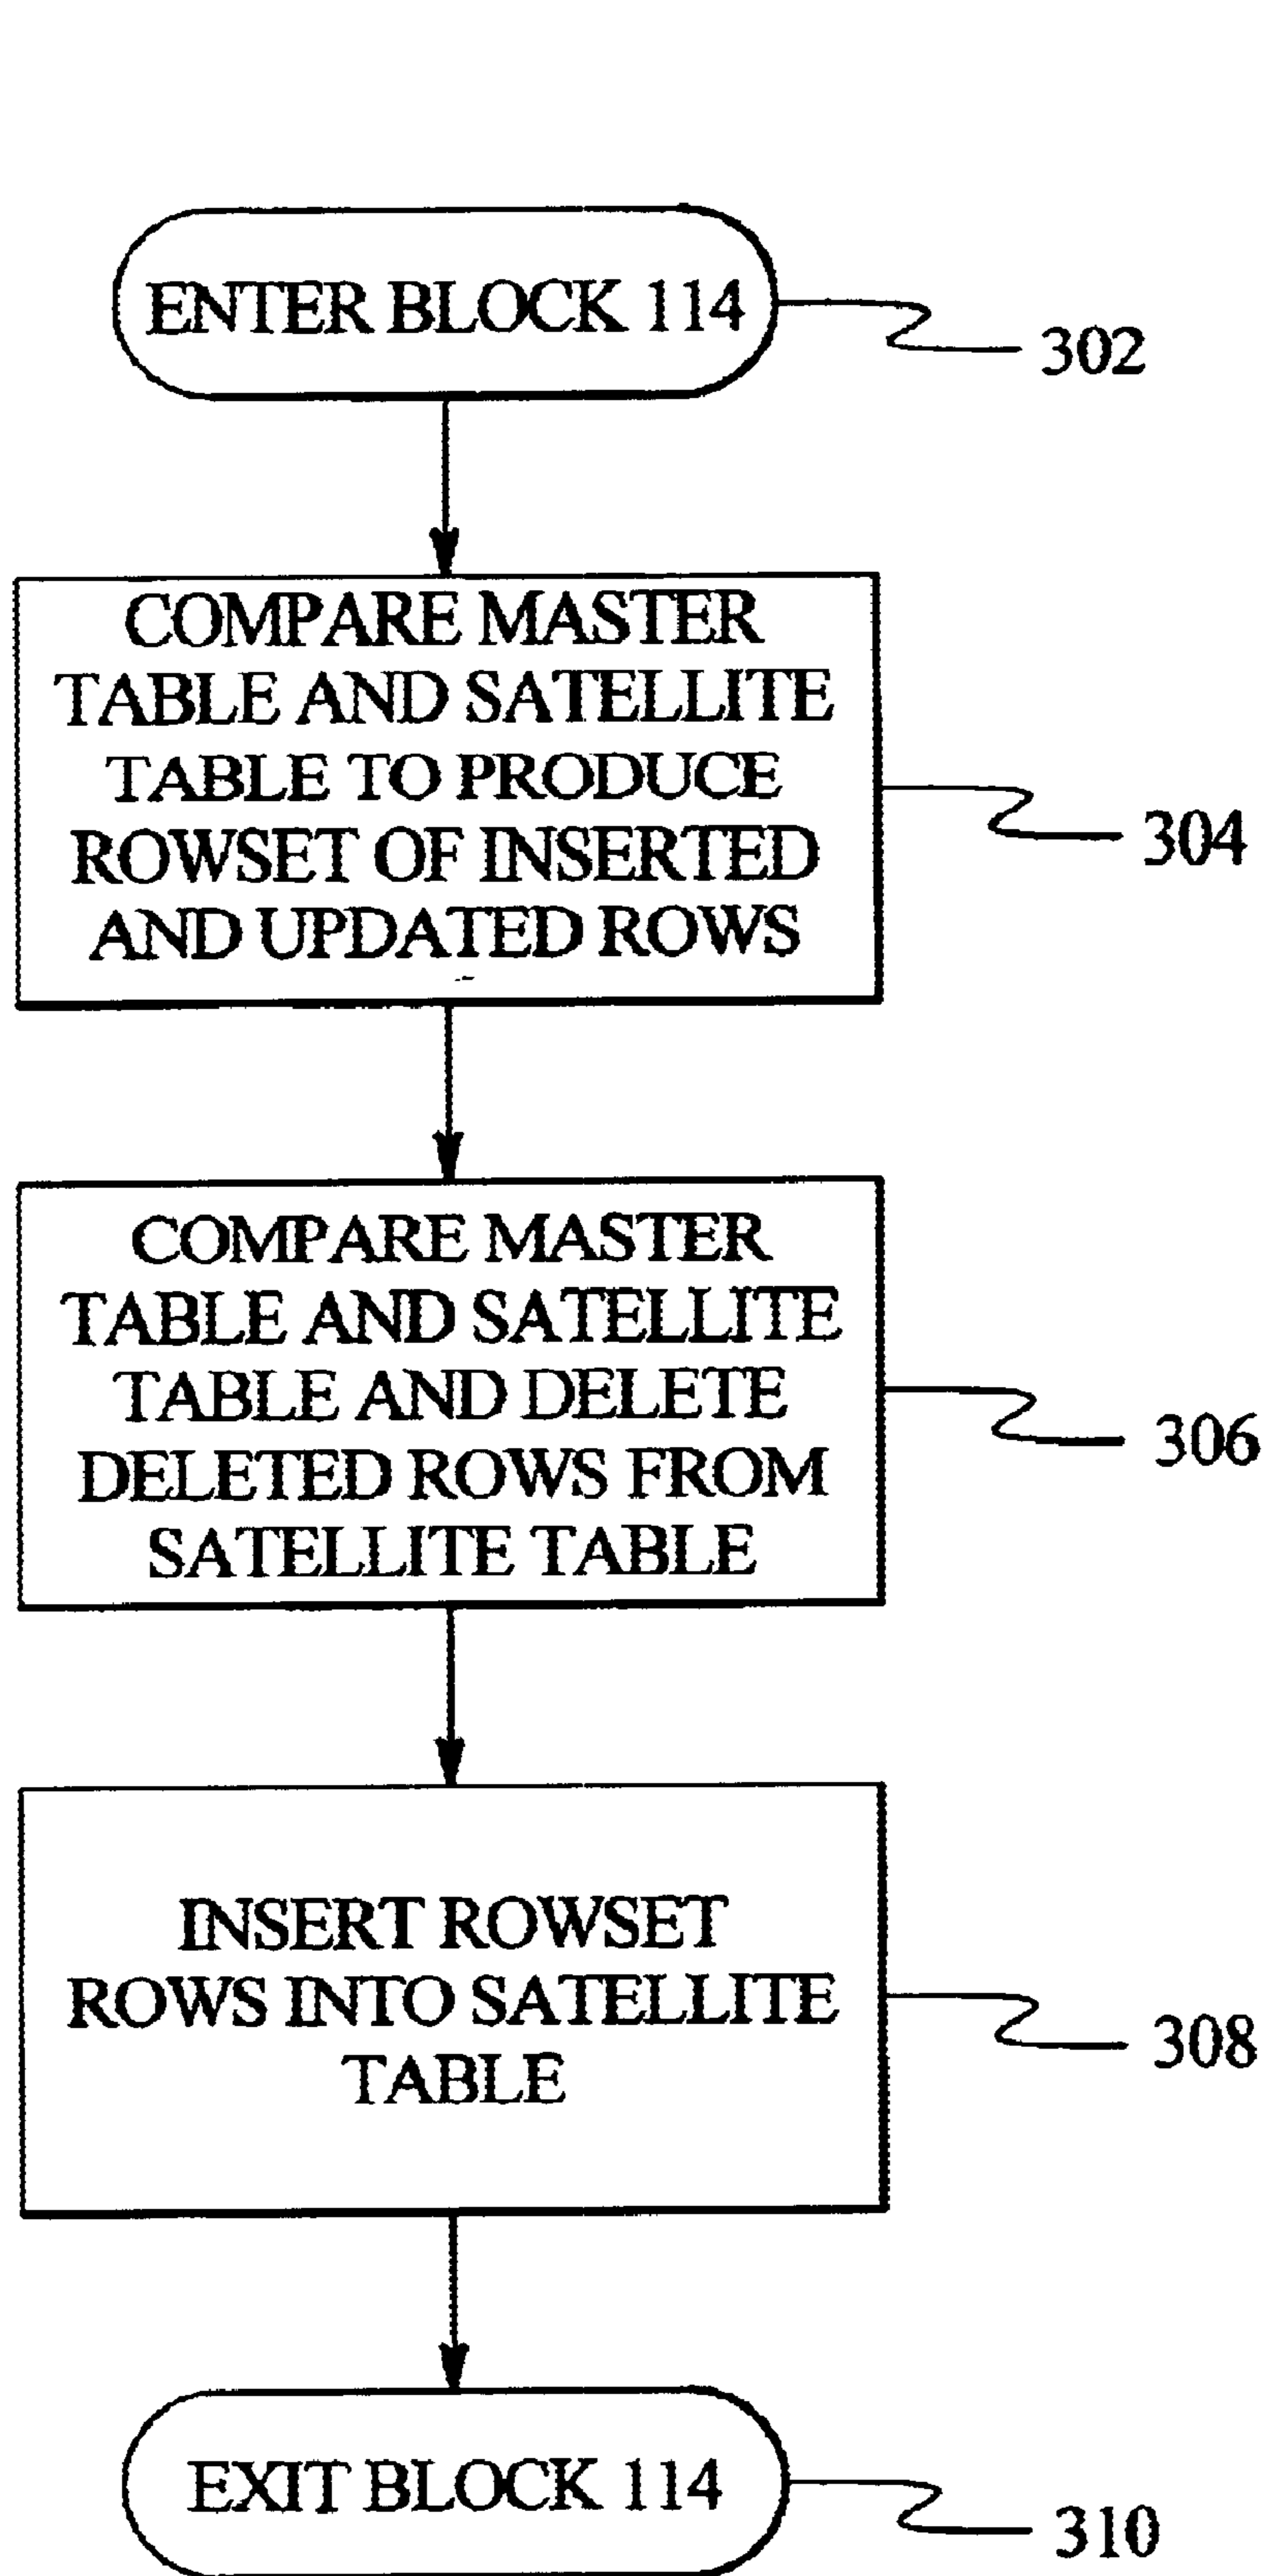 ENTER BLOCK 114
302
COMPARE MASTER
TABLE AND SATELLITE
TABLE TO PRODUCE
ROWSET OF INSERTED
AND UPDATED ROWS
304
COMPARE MASTER
TABLE AND SATELLITE
TABLE AND DELETE
DELETED ROWS FROM
SATELLITE TABLE
306
INSERT ROWSET
ROWS INTO SATELLITE
TABLE
308
EXIT BLOCK 114
310